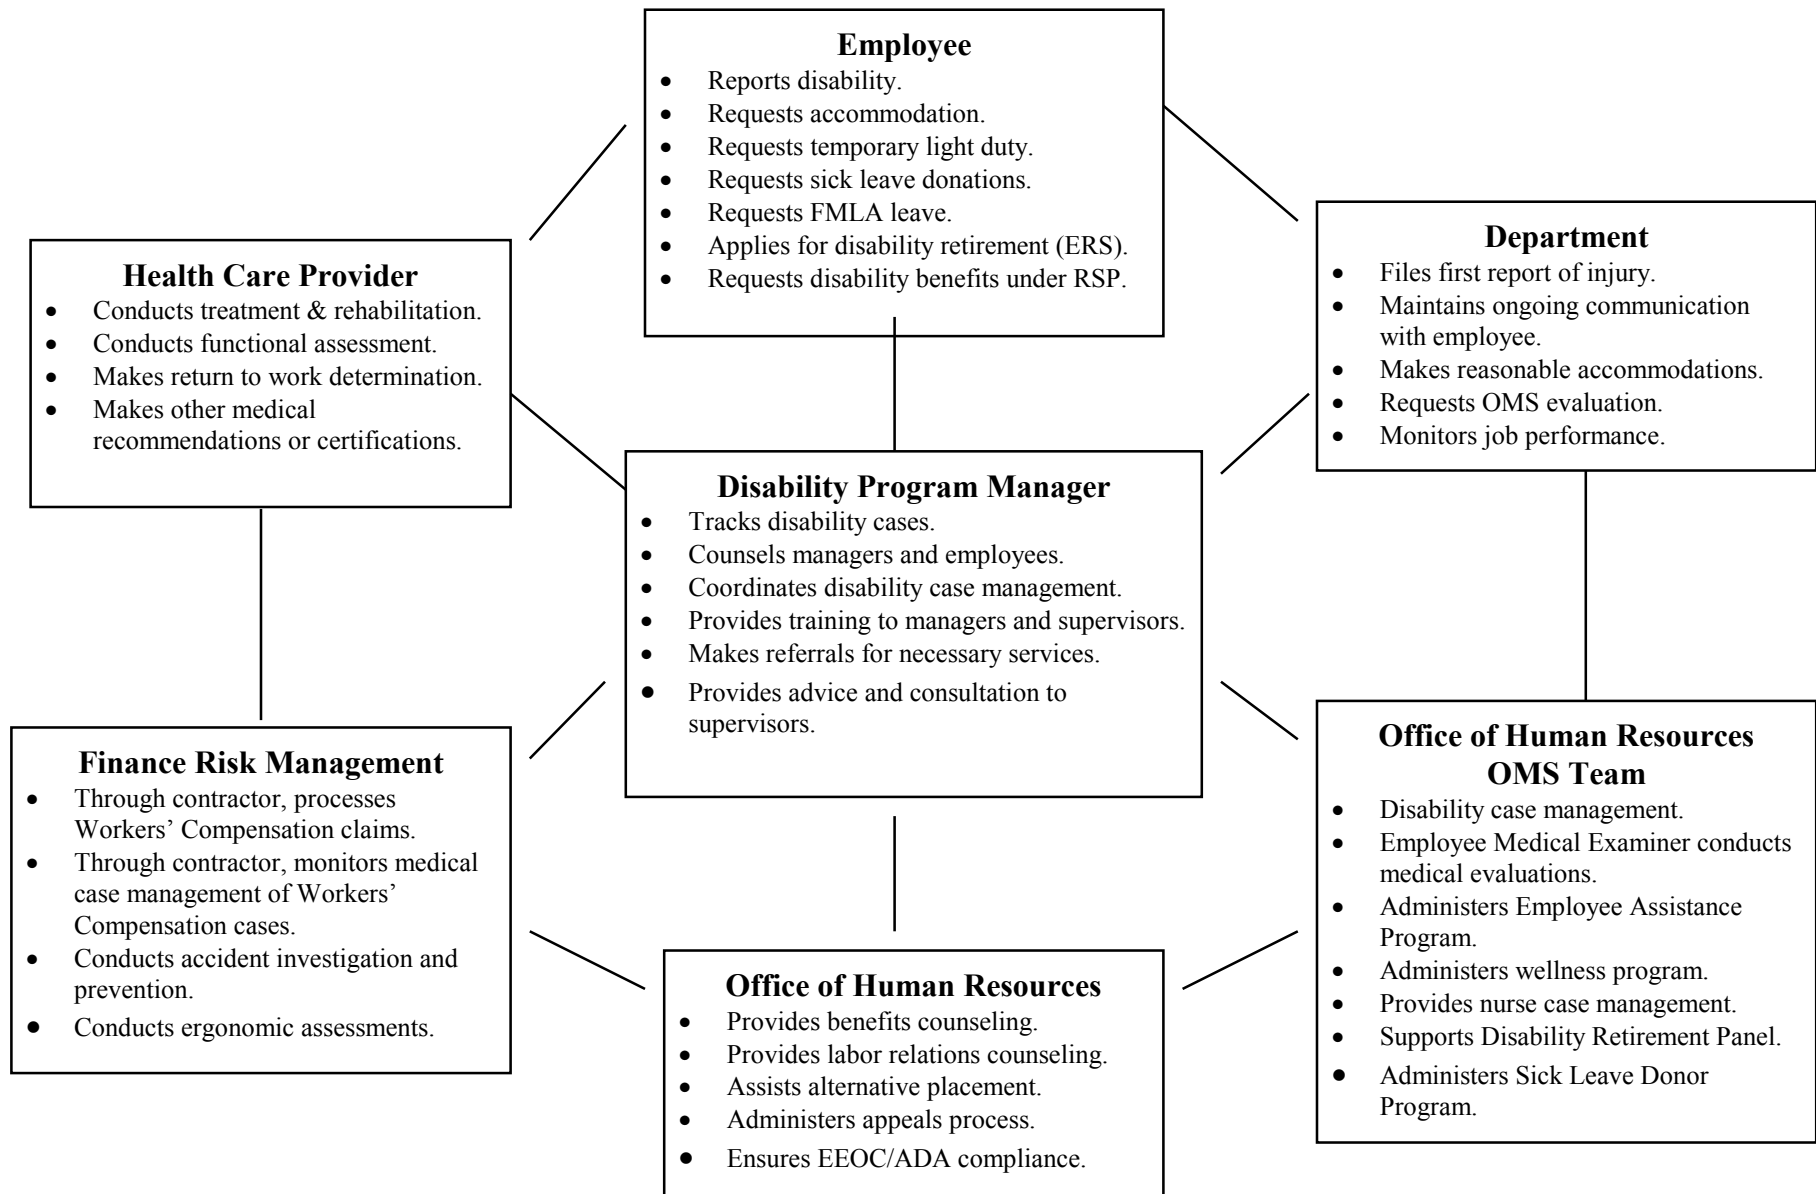 Employee
• Reports disability.
• Requests accommodation.
• Requests temporary light duty.
• Requests sick leave donations.
• Requests FMLA leave.
• Applies for disability retirement (ERS).
• Requests disability benefits under RSP.
Health Care Provider
• Conducts treatment & rehabilitation.
• Conducts functional assessment.
• Makes return to work determination.
• Makes other medical
recommendations or certifications.
Department
• Files first report of injury.
• Maintains ongoing communication
with employee.
• Makes reasonable accommodations.
• Requests OMS evaluation.
• Monitors job performance.
Disability Program Manager
• Tracks disability cases.
• Counsels managers and employees.
• Coordinates disability case management.
• Provides training to managers and supervisors.
• Makes referrals for necessary services.
• Provides advice and consultation to
supervisors.
Finance Risk Management
• Through contractor, processes
Workers’ Compensation claims.
• Through contractor, monitors medical
case management of Workers’
Compensation cases.
• Conducts accident investigation and
prevention.
• Conducts ergonomic assessments.
Office of Human Resources
• Provides benefits counseling.
• Provides labor relations counseling.
• Assists alternative placement.
• Administers appeals process.
• Ensures EEOC/ADA compliance.
Office of Human Resources
OMS Team
• Disability case management.
• Employee Medical Examiner conducts
medical evaluations.
• Administers Employee Assistance
Program.
• Administers wellness program.
• Provides nurse case management.
• Supports Disability Retirement Panel.
• Administers Sick Leave Donor
Program.